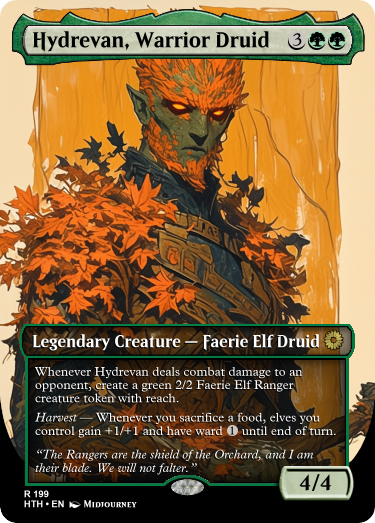 Hydrevan, Warrior Druid 3
Legendary Creature — Faerie Elf Druid
Whenever Hydrevan deals combat damage to an
opponent, create a green 2/2 Faerie Elf Ranger
creature token with reach.
Harvest — Whenever you sacrifice a food, elves you
control gain +1/+1 and have ward 1 until end of turn.
“The Rangers are the shield of the Orchard, and I am
their blade. We will not falter.”
4/4
R 199
HTH • EN Midjourney